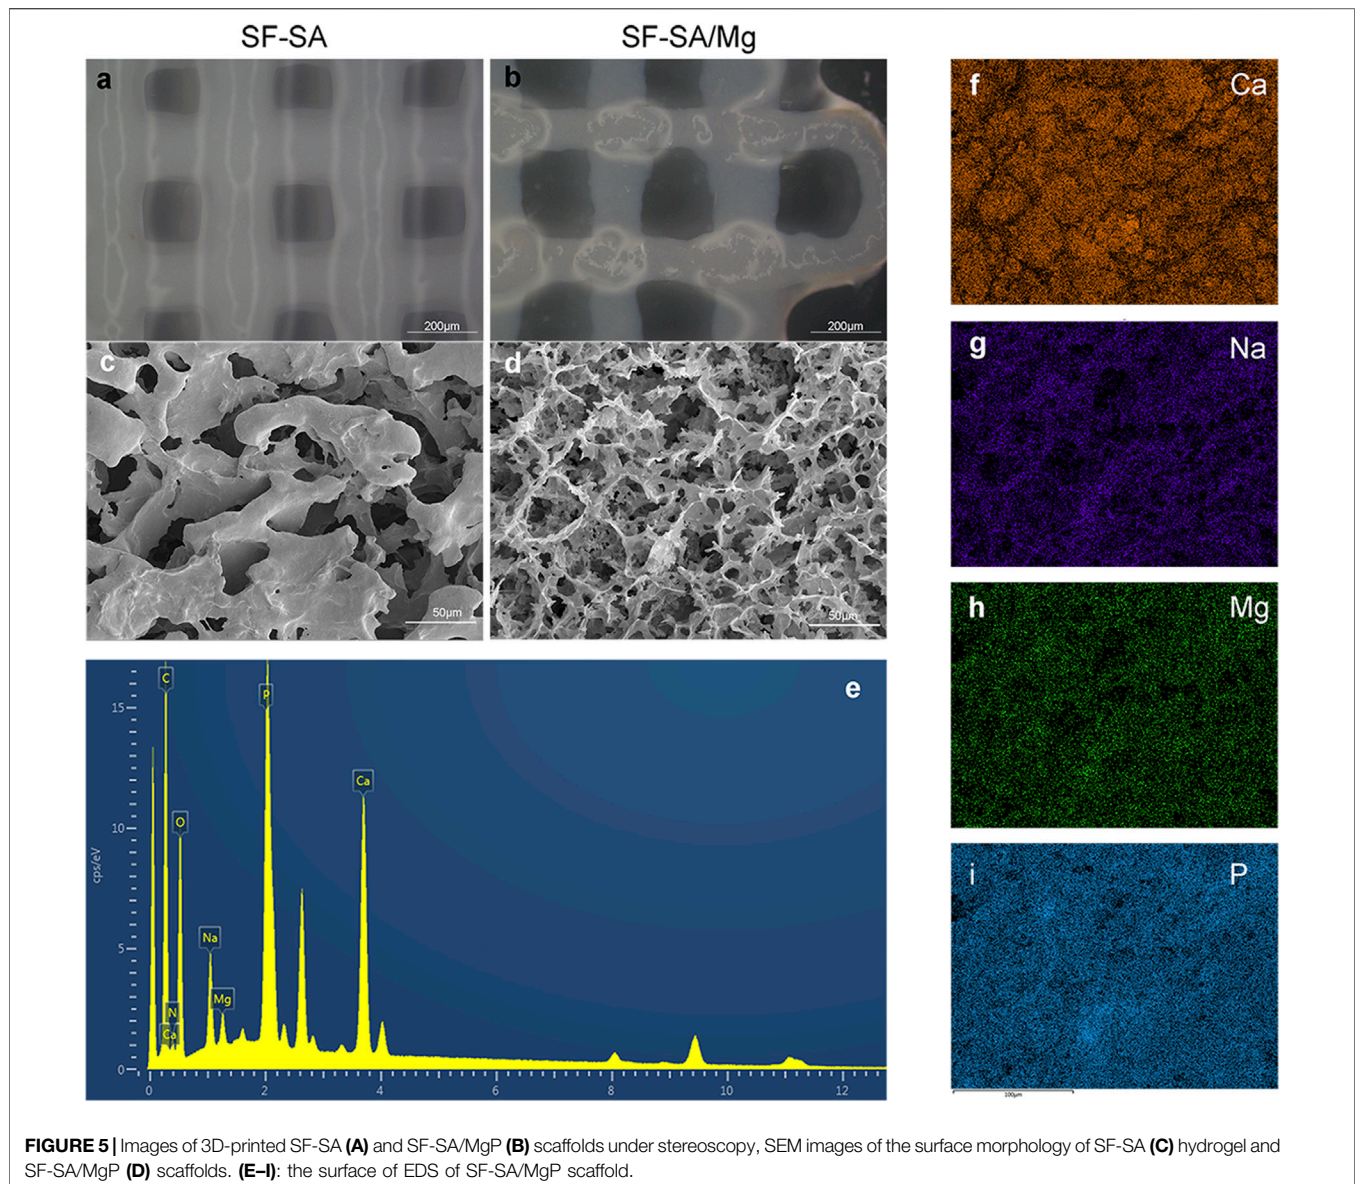 SF-SA
SF-SA/Mg
a
b
200µm
200µm
c
d
50µm
50µm
f
Ca
g
Na
h
Mg
i
P
100µm
e
cps/eV
15
10
5
0
C
P
Ca
O
Na
Mg
N
Ca
0
2
4
6
8
10
12
FIGURE 5 | Images of 3D-printed SF-SA (A) and SF-SA/MgP (B) scaffolds under stereoscopy, SEM images of the surface morphology of SF-SA (C) hydrogel and
SF-SA/MgP (D) scaffolds. (E–I): the surface of EDS of SF-SA/MgP scaffold.